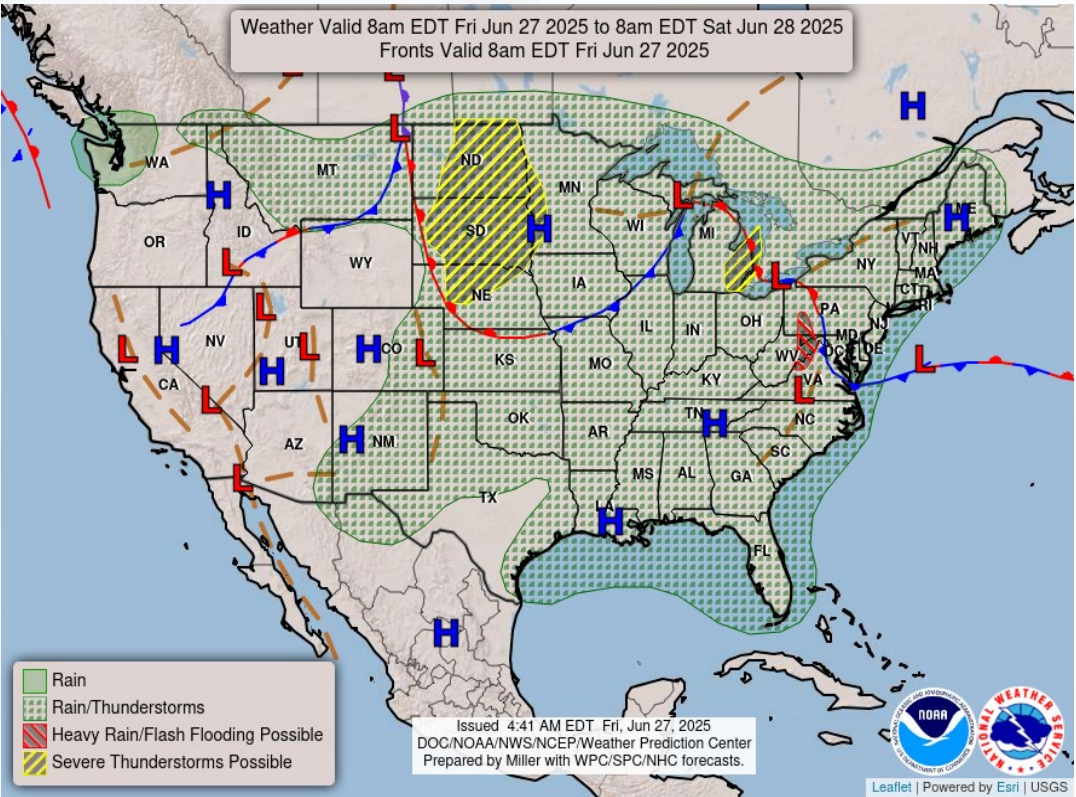 Weather Valid 8am EDT Fri Jun 27 2025 to 8am EDT Sat Jun 28 2025
Fronts Valid 8am EDT Fri Jun 27 2025
L
L
H
L
WA
MT
ND
MN
ME
H
H
L
H
OR
ID
SD
WI
MI
VT
NH
L
WY
NE
IA
NY
MA
CT
RI
L
L
PA
NJ
NV
UT
CO
KS
IL
IN
OH
MD
DE
DC
WV
VA
L
H
H
H
L
L
L
CA
MO
KY
L
L
AZ
NM
H
OK
AR
TN
H
NC
SC
L
TX
MS
AL
GA
LA
H
FL
H
Rain
Rain/Thunderstorms
Heavy Rain/Flash Flooding Possible
Severe Thunderstorms Possible
Issued 4:41 AM EDT Fri, Jun 27, 2025
DOC/NOAA/NWS/NCEP/Weather Prediction Center
Prepared by Miller with WPC/SPC/NHC forecasts.
NOAA
NATIONAL WEATHER SERVICE
Leaflet | Powered by Esri | USGS